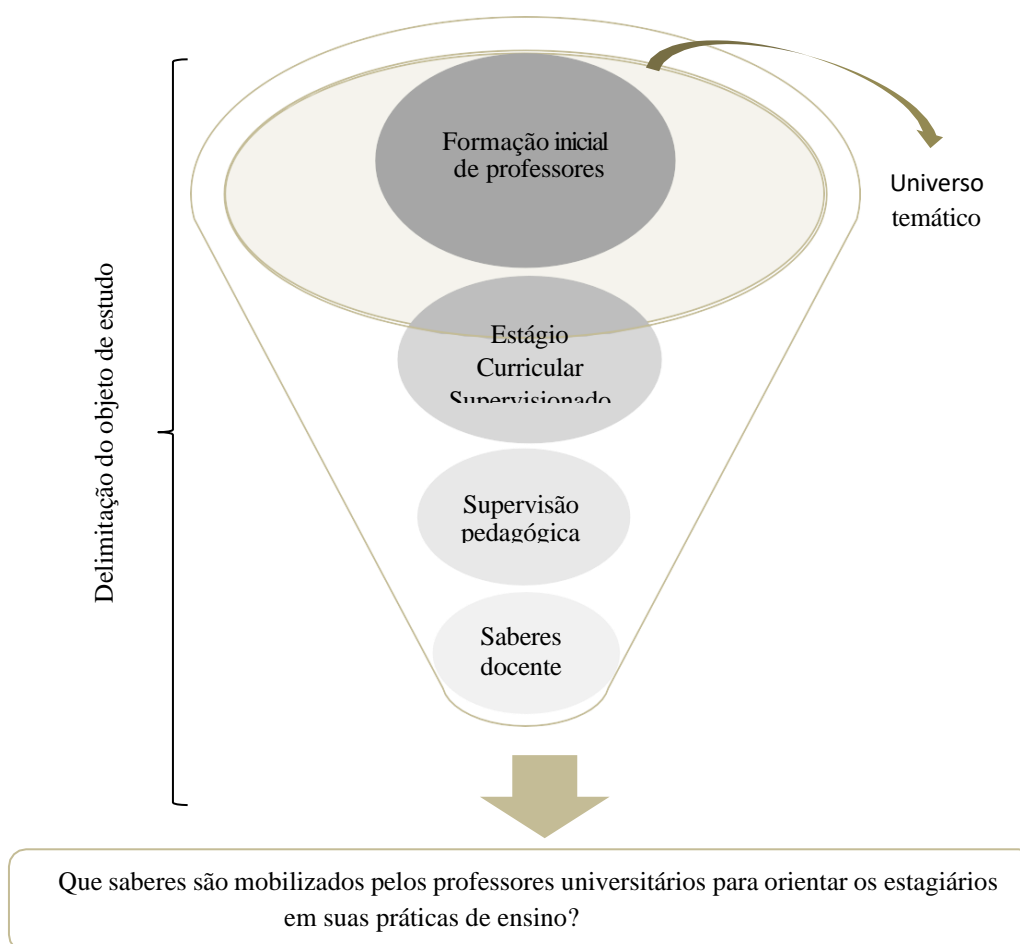 Formação inicial
de professores
Universo
temático
Delimitação do objeto de estudo
Estágio
Curricular
Supervisionado
Supervisão
pedagógica
Saberes
docente
Que saberes são mobilizados pelos professores universitários para orientar os estagiários
em suas práticas de ensino?